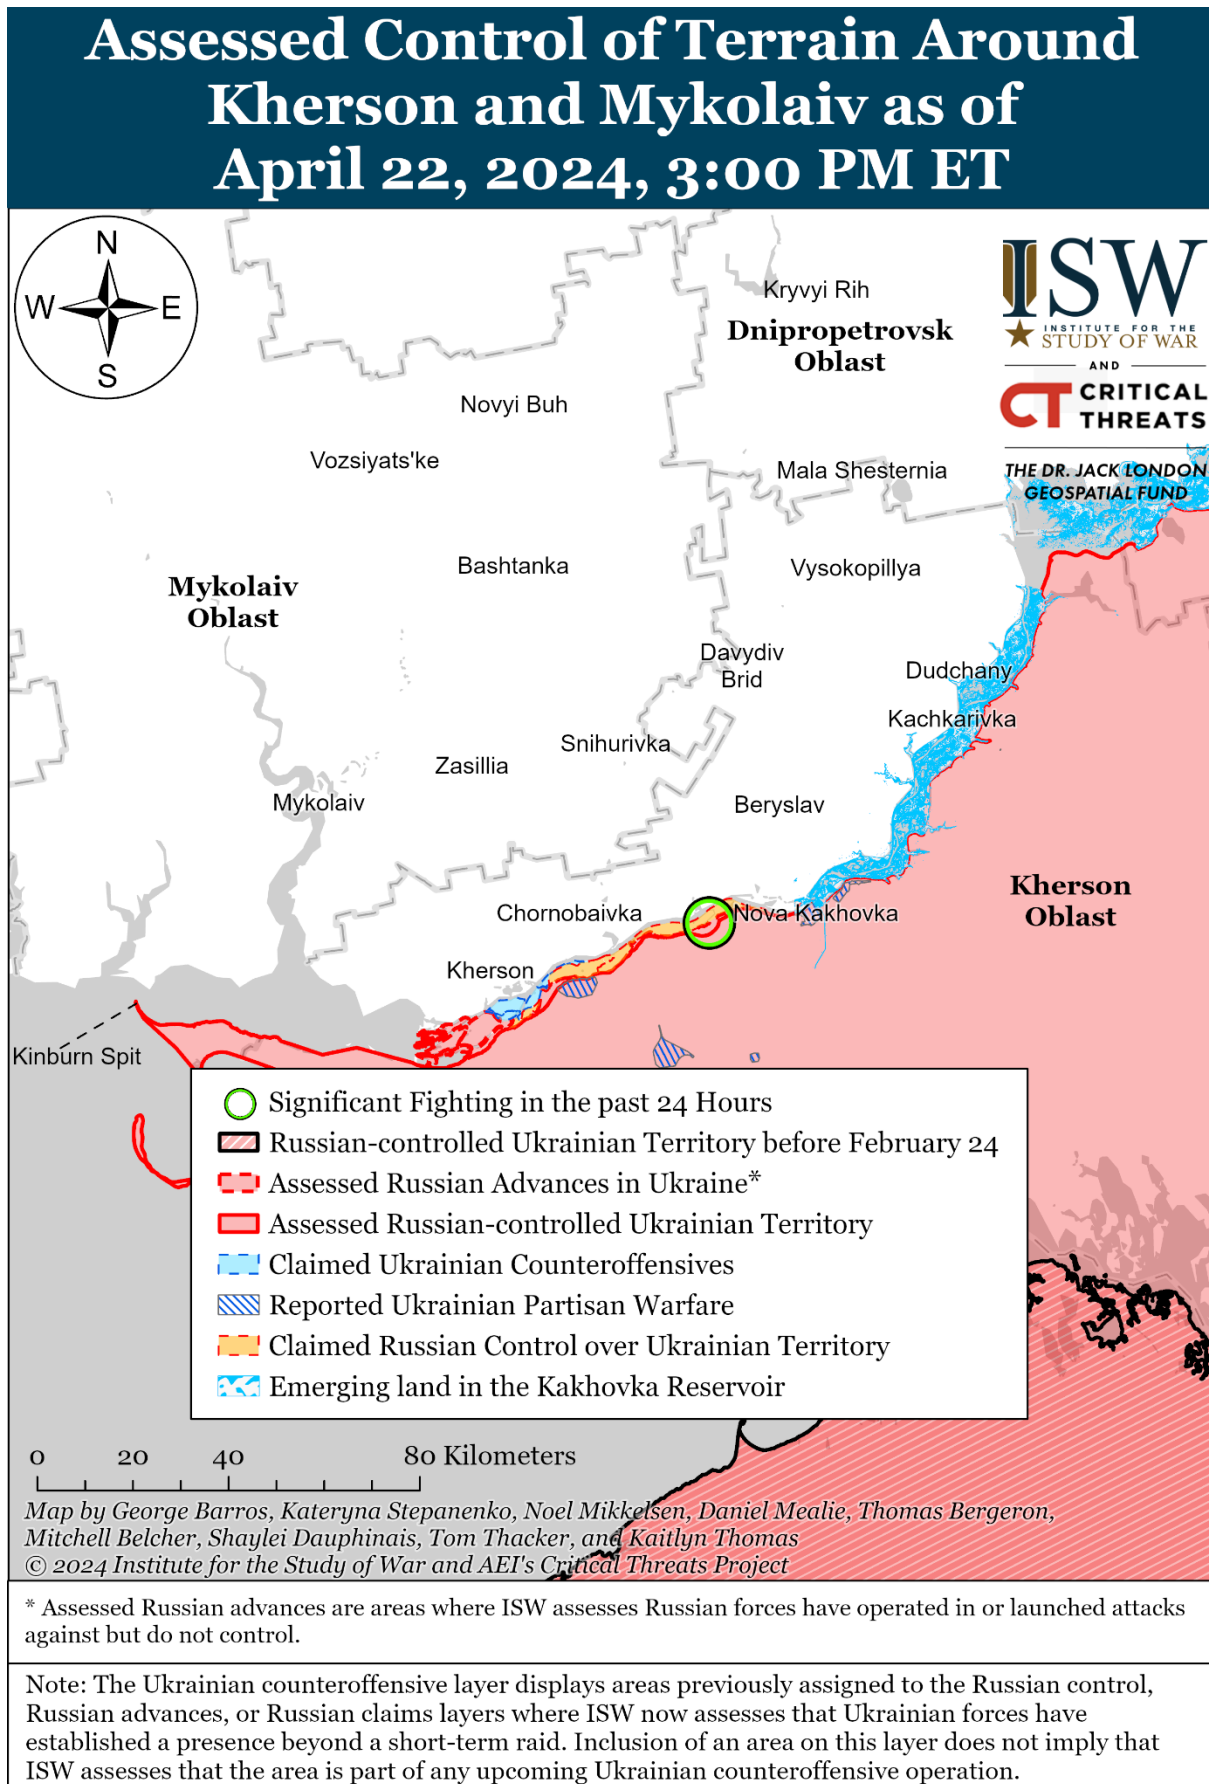 Assessed Control of Terrain Around
Kherson and Mykolaiv as of
April 22, 2024, 3:00 PM ET
N
W
E
S
ISW
INSTITUTE FOR THE
STUDY OF WAR
AND
CT CRITICAL
THREATS
THE DR. JACK LONDON
GEOSPATIAL FUND
Kryvyi Rih
Dnipropetrovsk
Oblast
Novyi Buh
Vozsiyats'ke
Mala Shesternia
Bashtanka
Vysokopillya
Mykolaiv
Oblast
Davydiv
Brid
Dudchany
Kachkarivka
Snihurivka
Zasillia
Mykolaiv
Beryslav
Kherson
Oblast
Chornobaivka
Nova Kakhovka
Kherson
Kinburn Spit
Significant Fighting in the past 24 Hours
Russian-controlled Ukrainian Territory before February 24
Assessed Russian Advances in Ukraine*
Assessed Russian-controlled Ukrainian Territory
Claimed Ukrainian Counteroffensives
Reported Ukrainian Partisan Warfare
Claimed Russian Control over Ukrainian Territory
Emerging land in the Kakhovka Reservoir
0 20 40 80 Kilometers
Map by George Barros, Kateryna Stepanenko, Noel Mikkelsen, Daniel Mealie, Thomas Bergeron,
Mitchell Belcher, Shaylei Dauphinais, Tom Thacker, and Kaitlyn Thomas
© 2024 Institute for the Study of War and AEI's Critical Threats Project
* Assessed Russian advances are areas where ISW assesses Russian forces have operated in or launched attacks
against but do not control.
Note: The Ukrainian counteroffensive layer displays areas previously assigned to the Russian control,
Russian advances, or Russian claims layers where ISW now assesses that Ukrainian forces have
established a presence beyond a short-term raid. Inclusion of an area on this layer does not imply that
ISW assesses that the area is part of any upcoming Ukrainian counteroffensive operation.